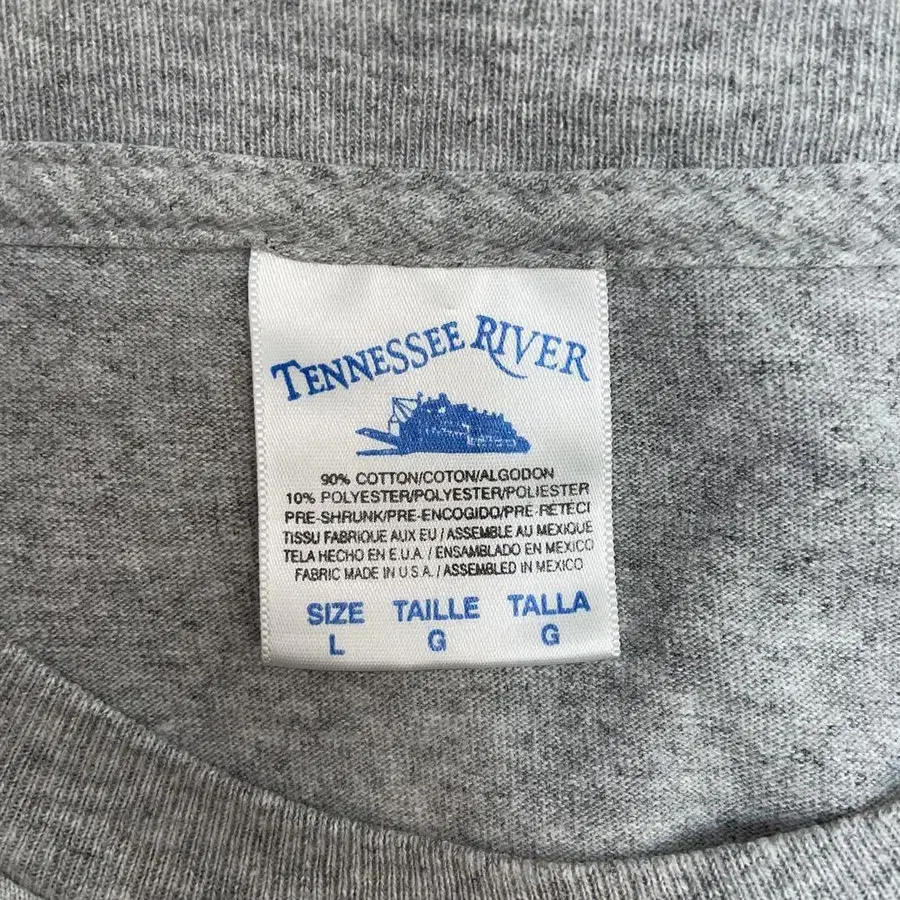 TENNESSEE RIVER
90% COTTON/COTON/ALGODON
10% POLYESTER/POLYESTER/POLIESTER
PRE-SHRUNK/PRE-ENCOGIDO/PRE-RETECI
TISSU FABRIQUE AUX EU / ASSEMBLE AU MEXIQUE
TELA HECHO EN E.U.A. / ENSAMBLADO EN MEXICO
FABRIC MADE IN U.S.A. / ASSEMBLED IN MEXICO
SIZE TAILLE TALLA
L G G